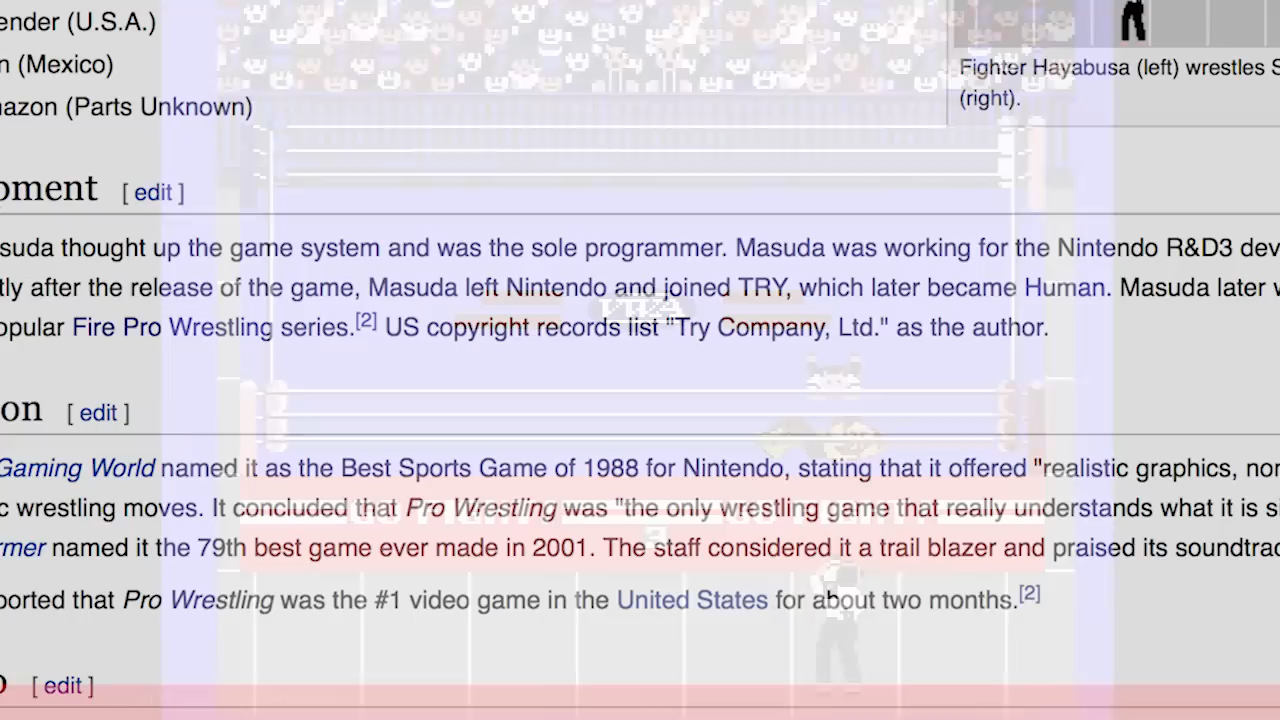 ender (U.S.A.)
n (Mexico)
nazon (Parts Unknown)
Fighter Hayabusa (left) wrestles S
(right).
pment [ edit ]
suda thought up the game system and was the sole programmer. Masuda was working for the Nintendo R&D3 dev
tly after the release of the game, Masuda left Nintendo and joined TRY, which later became Human. Masuda later w
opular Fire Pro Wrestling series.[2] US copyright records list "Try Company, Ltd." as the author.
on [ edit ]
Gaming World named it as the Best Sports Game of 1988 for Nintendo, stating that it offered "realistic graphics, non
c wrestling moves. It concluded that Pro Wrestling was "the only wrestling game that really understands what it is s
rmer named it the 79th best game ever made in 2001. The staff considered it a trail blazer and praised its soundtrac
ported that Pro Wrestling was the #1 video game in the United States for about two months.[2]
o [ edit ]